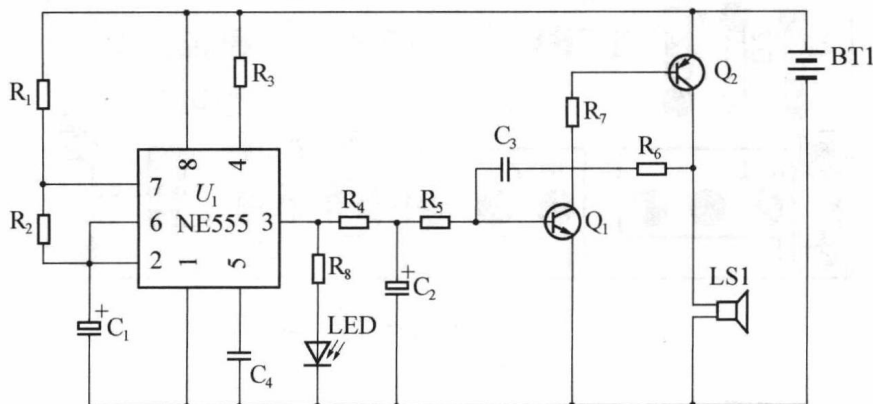 BT1
Q₂
R₃
R₁
R₇
C₃
R₆
8
4
7
U₁
6
NE555
3
R₄
R₅
Q₁
R₂
2
1
5
R₈
C₂
LS1
+
+
C₁
LED
C₄